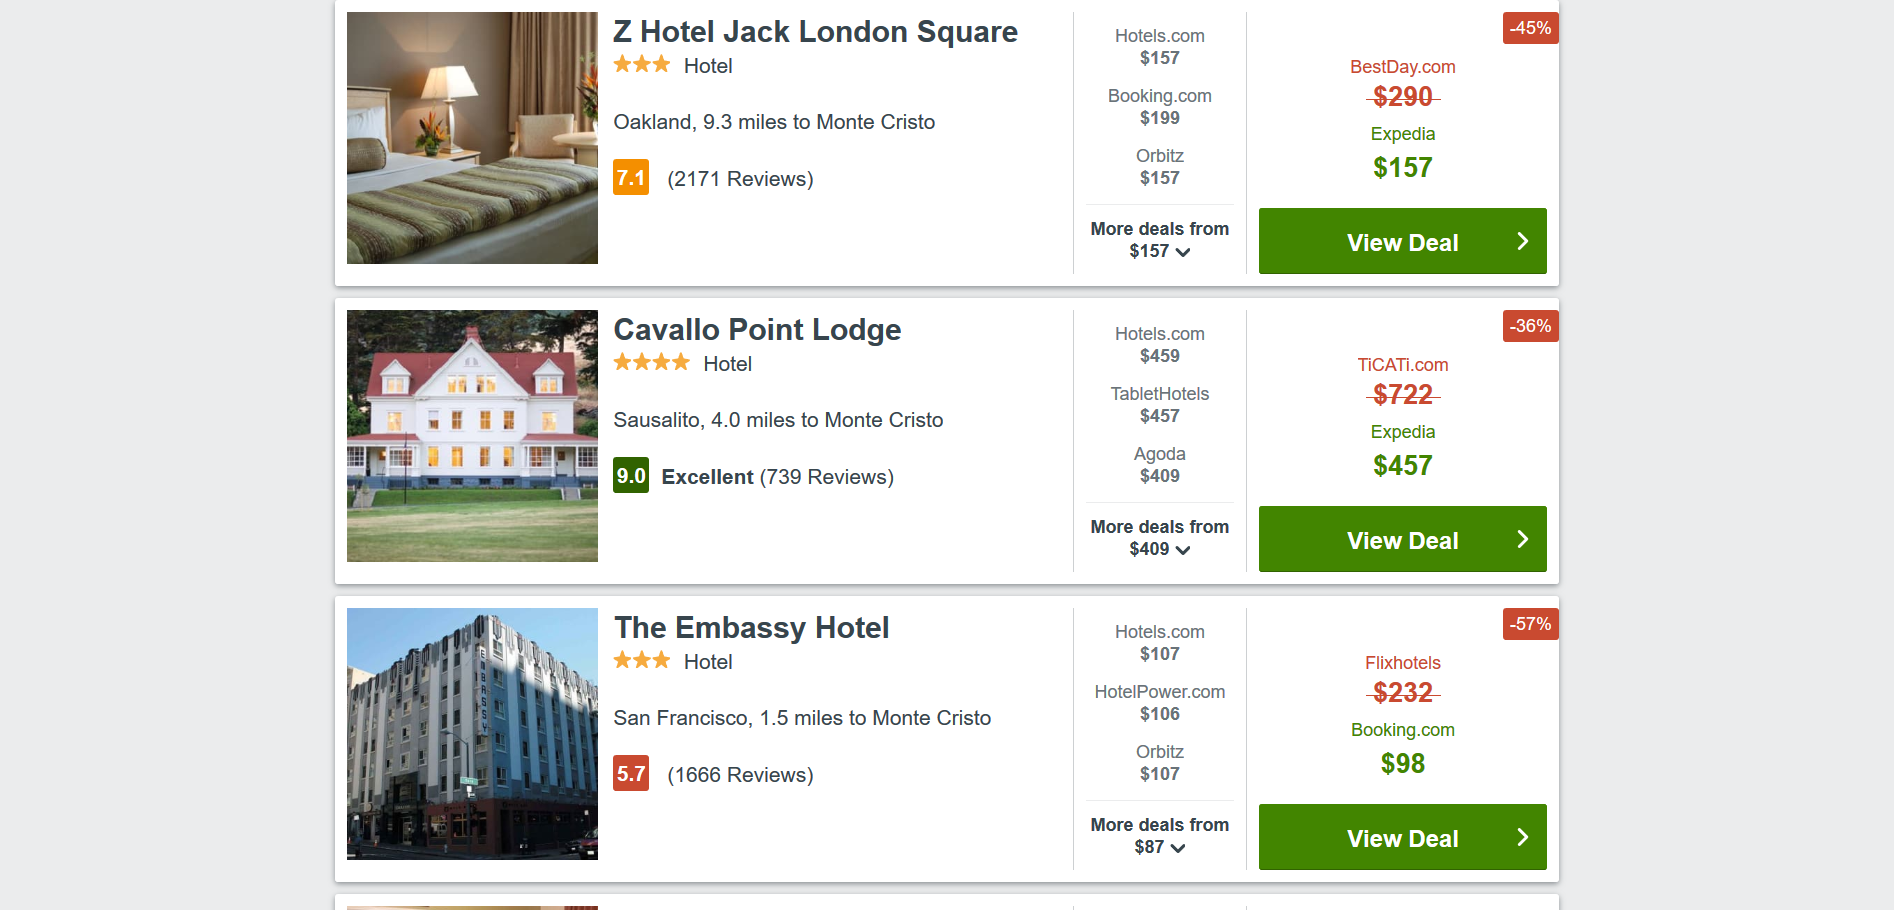 Z Hotel Jack London Square
Hotel
Oakland, 9.3 miles to Monte Cristo
7.1 (2171 Reviews)
Hotels.com
$157
Booking.com
$199
Orbitz
$157
More deals from
$157
-45%
BestDay.com
$290
Expedia
$157
View Deal
Cavallo Point Lodge
Hotel
Sausalito, 4.0 miles to Monte Cristo
9.0 Excellent (739 Reviews)
Hotels.com
$459
TabletHotels
$457
Agoda
$409
More deals from
$409
-36%
TiCATi.com
$722
Expedia
$457
View Deal
EMBASSY
The Embassy Hotel
Hotel
San Francisco, 1.5 miles to Monte Cristo
5.7 (1666 Reviews)
Hotels.com
$107
HotelPower.com
$106
Orbitz
$107
More deals from
$87
-57%
Flixhotels
$232
Booking.com
$98
View Deal